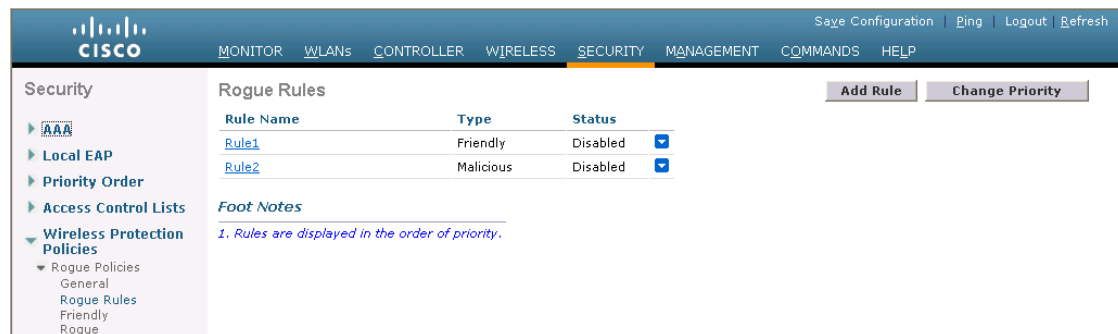 Save Configuration | Ping | Logout | Refresh
CISCO
MONITOR WLANs CONTROLLER WIRELESS SECURITY MANAGEMENT COMMANDS HELP
Security
AAA
Local EAP
Priority Order
Access Control Lists
Wireless Protection
Policies
Rogue Policies
General
Rogue Rules
Friendly
Rogue
Rogue Rules
Add Rule
Change Priority
Rule Name Type Status
Rule1 Friendly Disabled
Rule2 Malicious Disabled
Foot Notes
1. Rules are displayed in the order of priority.